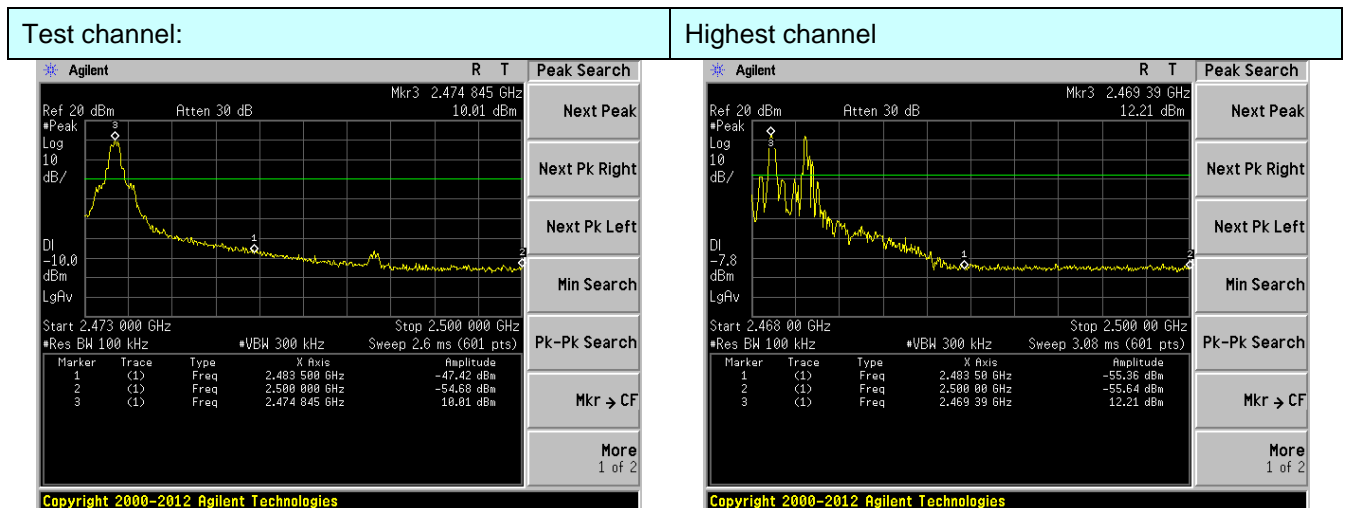 Test channel: Highest channel
Agilent R T Peak Search
Mkr3 2.474 845 GHz
Ref 20 dBm Atten 30 dB 10.01 dBm
#Peak
Log
10
dB/
3
1
2
DI
-10.0
dBm
LgAv
Start 2.473 000 GHz Stop 2.500 000 GHz
#Res BW 100 kHz #VBW 300 kHz Sweep 2.6 ms (601 pts)
Marker Trace Type X Axis Amplitude
1 (1) Freq 2.483 500 GHz -47.42 dBm
2 (1) Freq 2.500 000 GHz -54.68 dBm
3 (1) Freq 2.474 845 GHz 10.01 dBm
Next Peak
Next Pk Right
Next Pk Left
Min Search
Pk-Pk Search
Mkr → CF
More
1 of 2
Copyright 2000-2012 Agilent Technologies
Agilent R T Peak Search
Mkr3 2.469 39 GHz
Ref 20 dBm Atten 30 dB 12.21 dBm
#Peak
Log
10
dB/
3
1
2
DI
-7.8
dBm
LgAv
Start 2.468 00 GHz Stop 2.500 00 GHz
#Res BW 100 kHz #VBW 300 kHz Sweep 3.08 ms (601 pts)
Marker Trace Type X Axis Amplitude
1 (1) Freq 2.483 50 GHz -55.36 dBm
2 (1) Freq 2.500 00 GHz -55.64 dBm
3 (1) Freq 2.469 39 GHz 12.21 dBm
Next Peak
Next Pk Right
Next Pk Left
Min Search
Pk-Pk Search
Mkr → CF
More
1 of 2
Copyright 2000-2012 Agilent Technologies